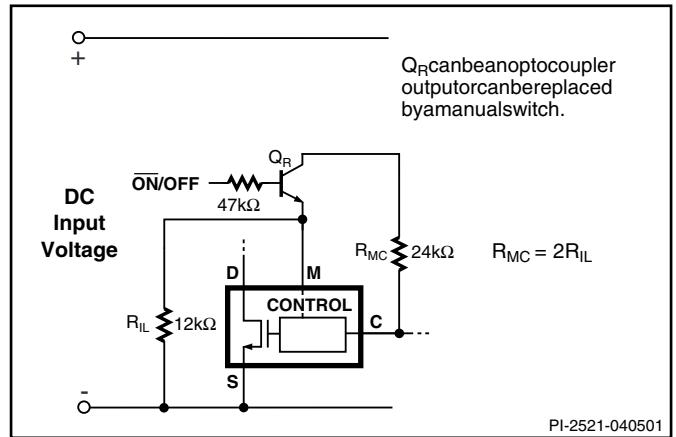 +
QRcanbeanoptocoupler
outputorcanbereplaced
byamanualswitch.
QR
ON/OFF
47kΩ
DC
Input
Voltage
RMC
24kΩ
RMC = 2RIL
D
M
CONTROL
C
RIL
12kΩ
S
-
PI-2521-040501